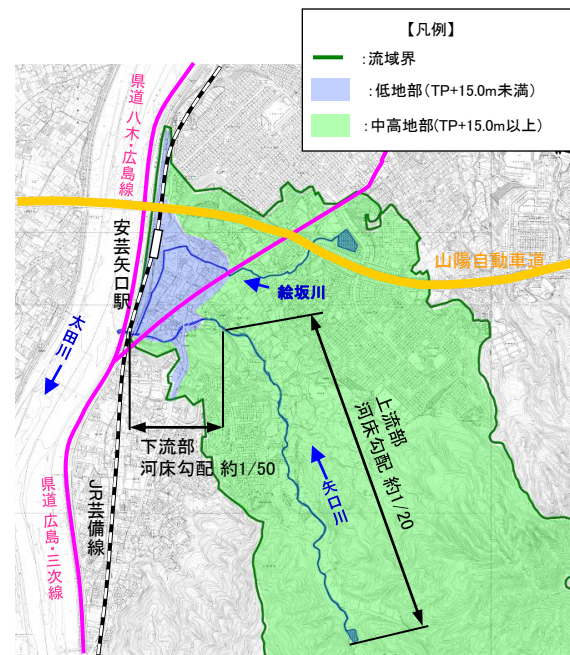 【凡例】
:流域界
:低地部(TP+15.0m未満)
:中高地部(TP+15.0m以上)
県道 八木・広島線
安芸矢口駅
山陽自動車道
絵坂川
太田川
下流部
河床勾配 約1/50
上流部
河床勾配 約1/20
矢口川
JR芸備線
県道 広島・三次線